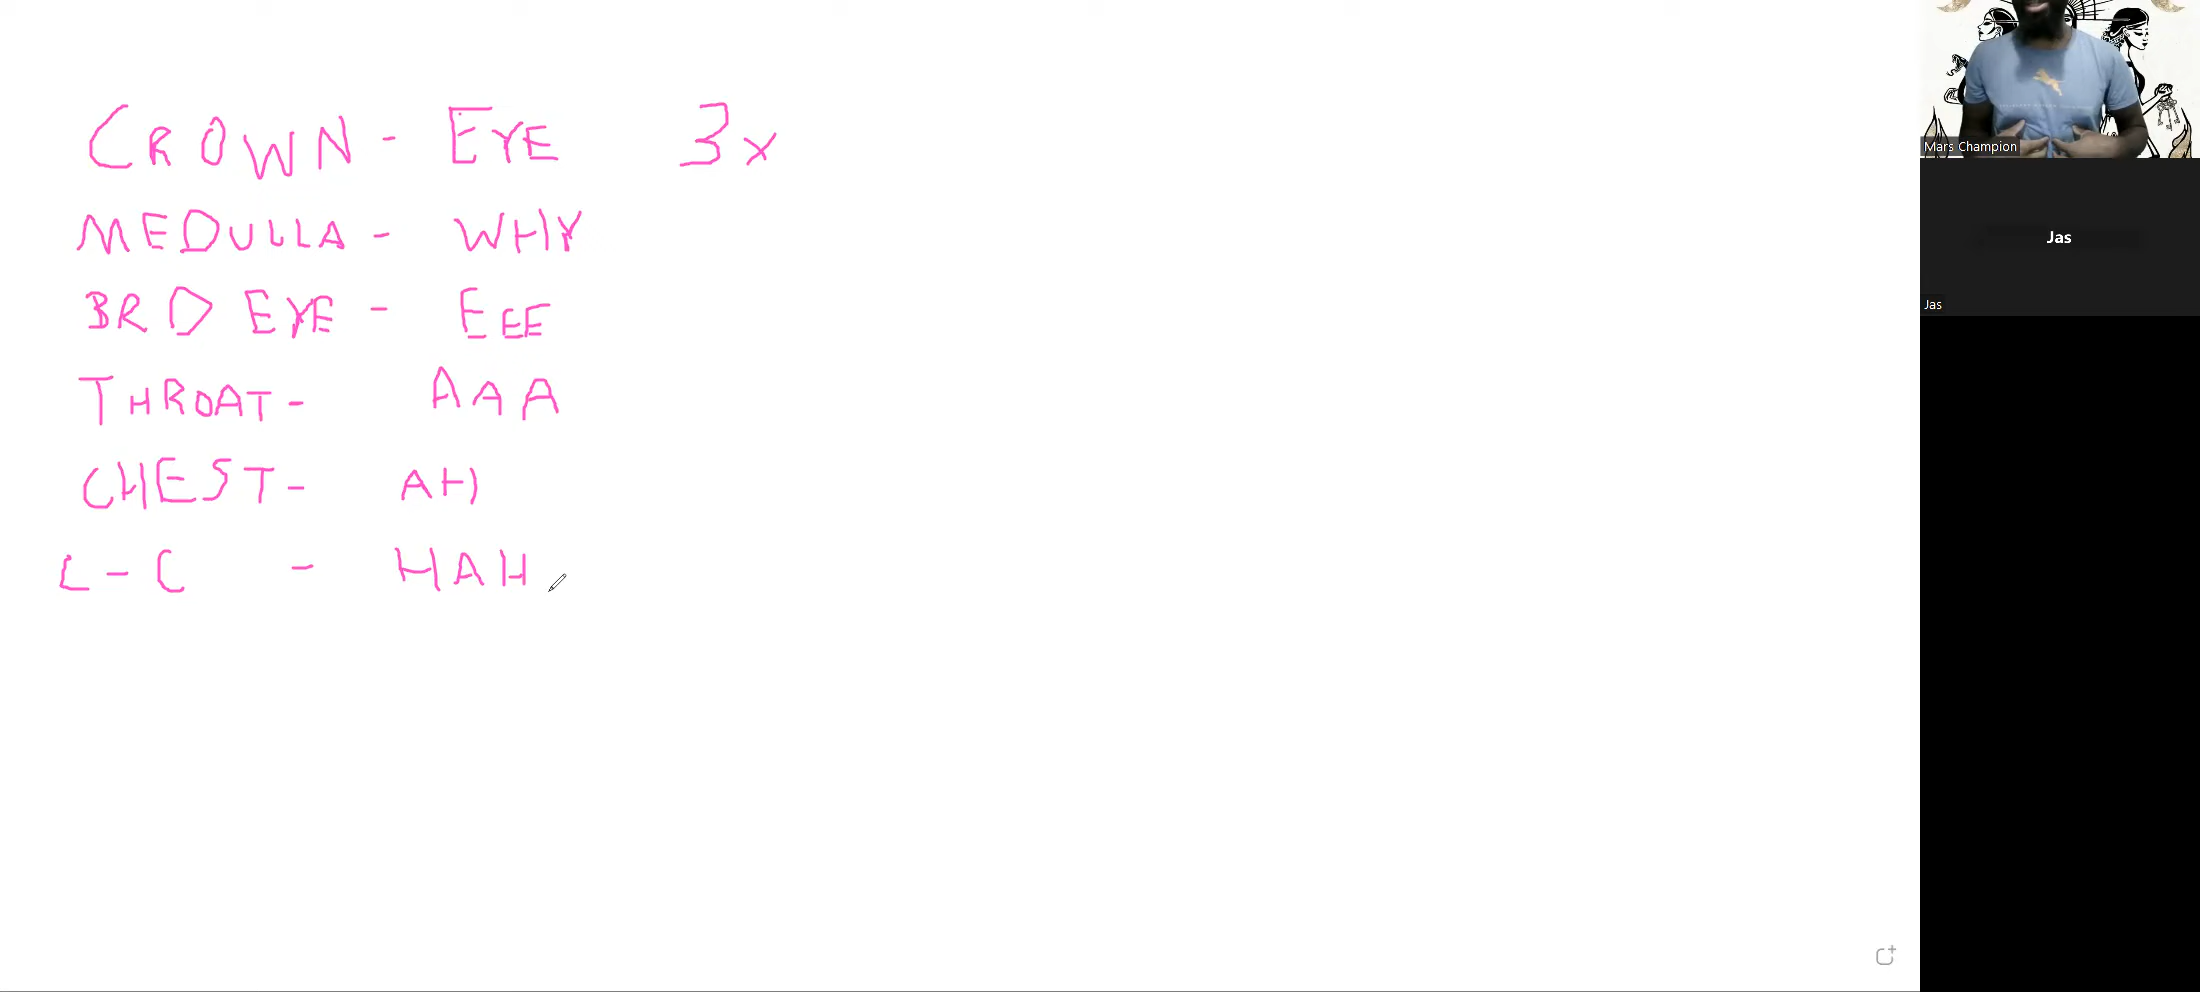 CROWN - EYE 3x
MEDULLA - WHY
3RD EYE - EEE
THROAT - AAA
CHEST - AH
L - C - HAH
Mars Champion
Jas
Jas